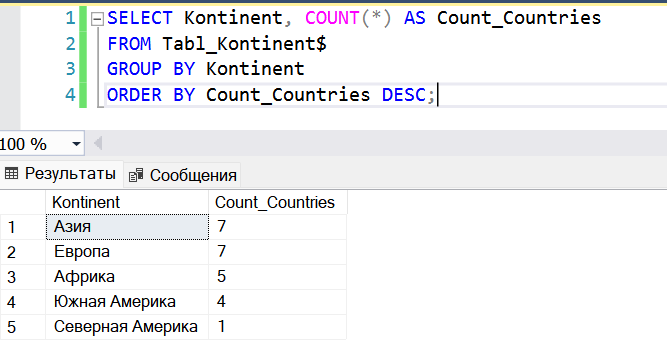 1 SELECT Kontinent, COUNT(*) AS Count_Countries
2 FROM Tabl_Kontinent$
3 GROUP BY Kontinent
4 ORDER BY Count_Countries DESC;
100 %
Результаты Сообщения
Kontinent Count_Countries
1 Азия 7
2 Европа 7
3 Африка 5
4 Южная Америка 4
5 Северная Америка 1